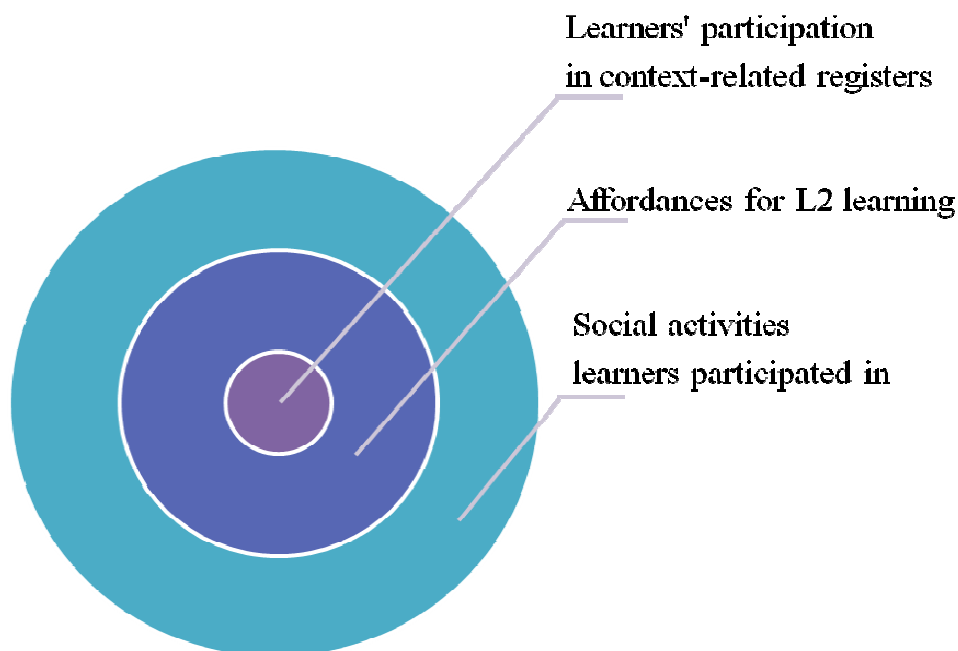 Learners' participation
in context-related registers
Affordances for L2 learning
Social activities
learners participated in